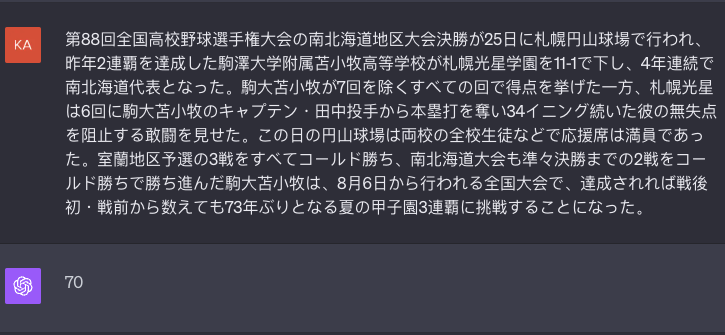 KA
第88回全国高校野球選手権大会の南北海道地区大会決勝が25日に札幌円山球場で行われ、
昨年2連覇を達成した駒澤大学附属苫小牧高等学校が札幌光星学園を11-1で下し、4年連続で
南北海道代表となった。駒大苫小牧が7回を除くすべての回で得点を挙げた一方、札幌光星
は6回に駒大苫小牧のキャプテン・田中投手から本塁打を奪い34イニング続いた彼の無失点
を阻止する敢闘を見せた。この日の円山球場は両校の全校生徒などで応援席は満員であっ
た。室蘭地区予選の3戦をすべてコールド勝ち、南北海道大会も準々決勝までの2戦をコー
ルド勝ちで勝ち進んだ駒大苫小牧は、8月6日から行われる全国大会で、達成されれば戦後
初・戦前から数えても73年ぶりとなる夏の甲子園3連覇に挑戦することになった。
70